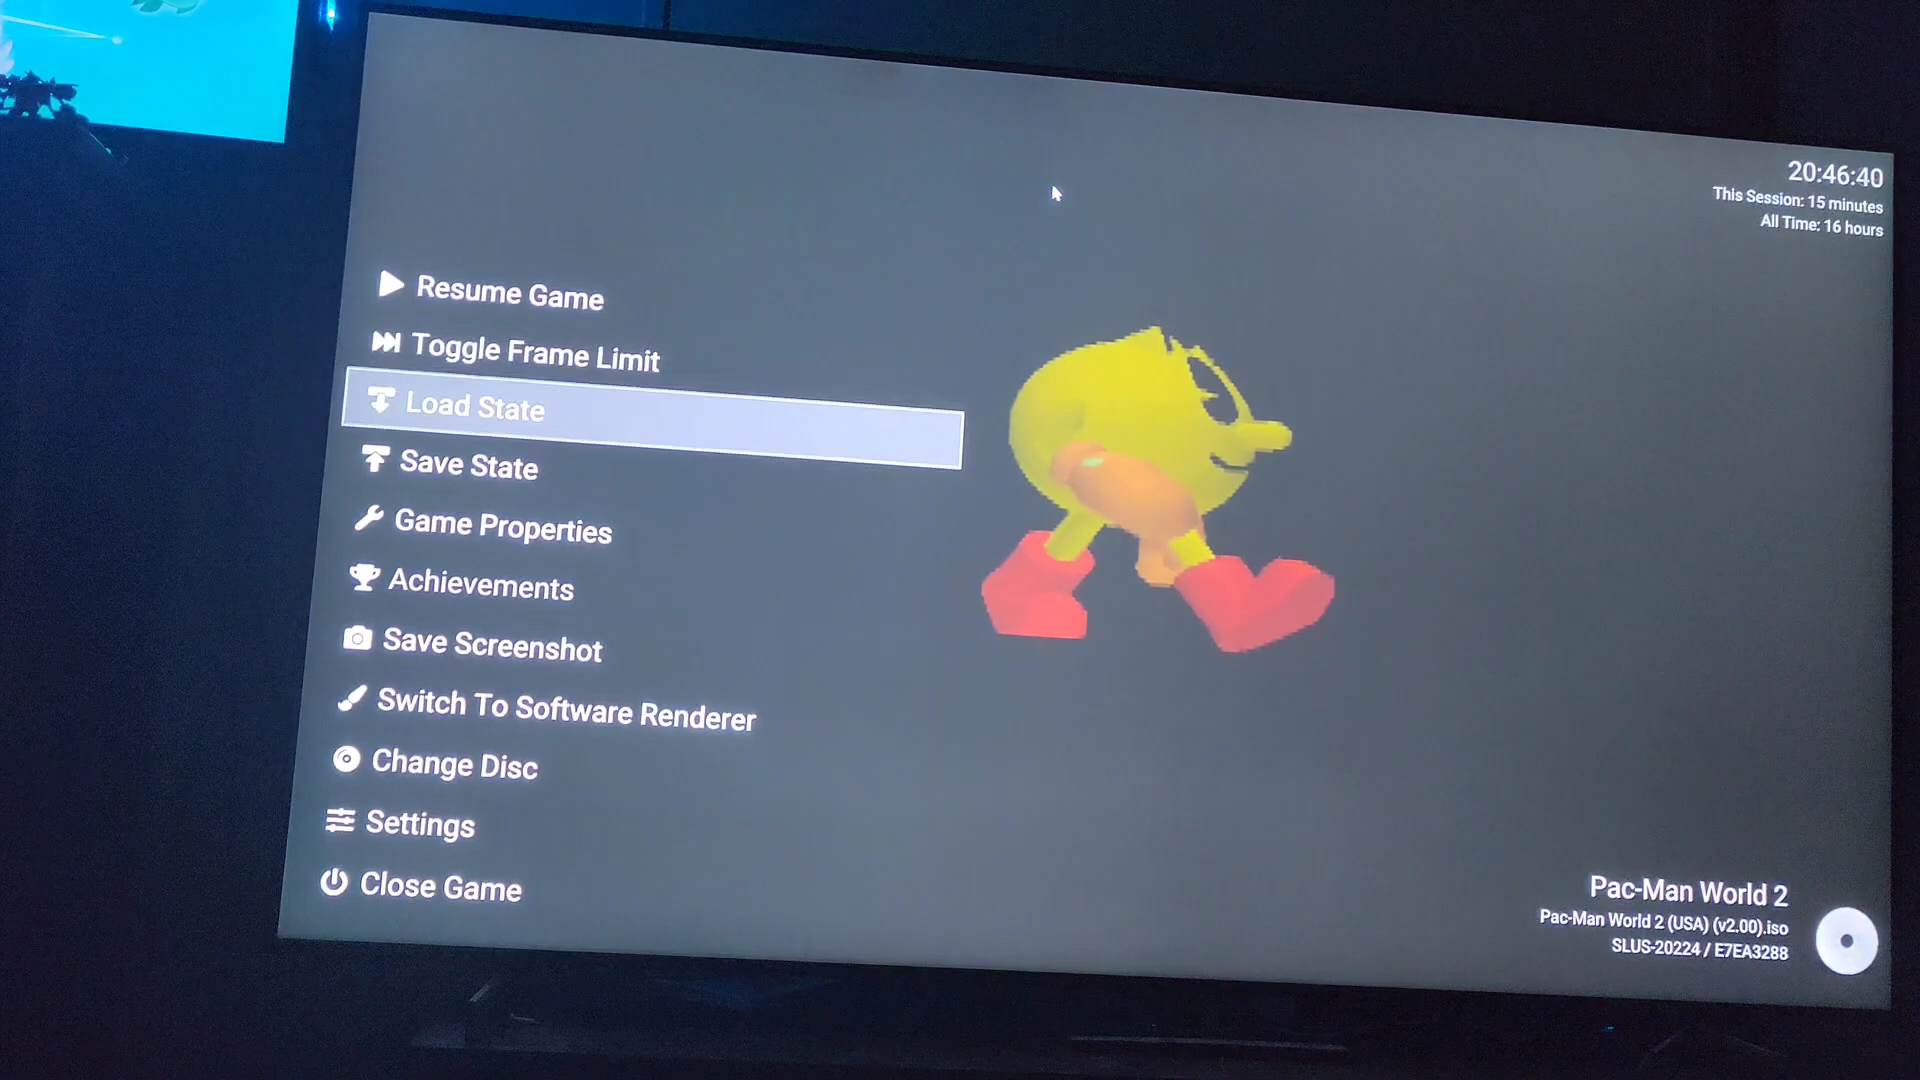 20:46:40
This Session: 15 minutes
All Time: 16 hours
Resume Game
Toggle Frame Limit
Load State
Save State
Game Properties
Achievements
Save Screenshot
Switch To Software Renderer
Change Disc
Settings
Close Game
Pac-Man World 2
Pac-Man World 2 (USA) (v2.00).iso
SLUS-20224 / E7EA3288